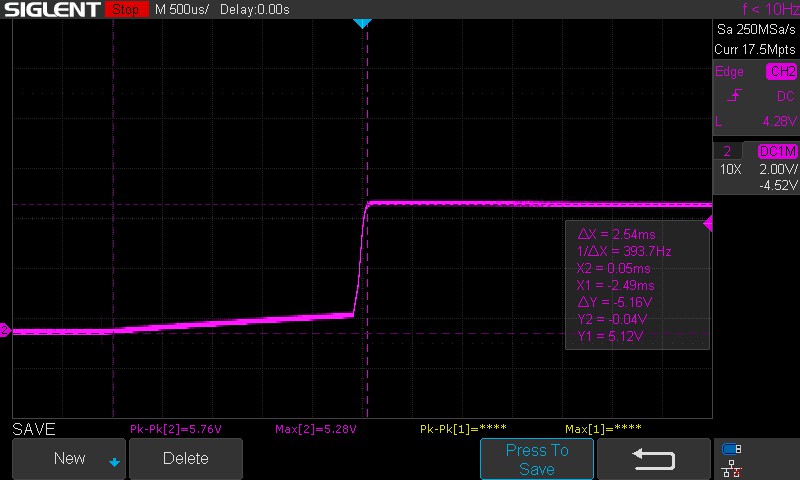 SIGLENT Stop M 500us/ Delay:0.00s f < 10Hz
Sa 250MSa/s
Curr 17.5Mpts
Edge CH2
DC
L 4.28V
2 DC1M
10X 2.00V/
-4.52V
2
ΔX = 2.54ms
1/ΔX = 393.7Hz
X2 = 0.05ms
X1 = -2.49ms
ΔY = -5.16V
Y2 = -0.04V
Y1 = 5.12V
SAVE Pk-Pk[2]=5.76V Max[2]=5.28V Pk-Pk[1]=**** Max[1]=****
New Delete Press To
Save